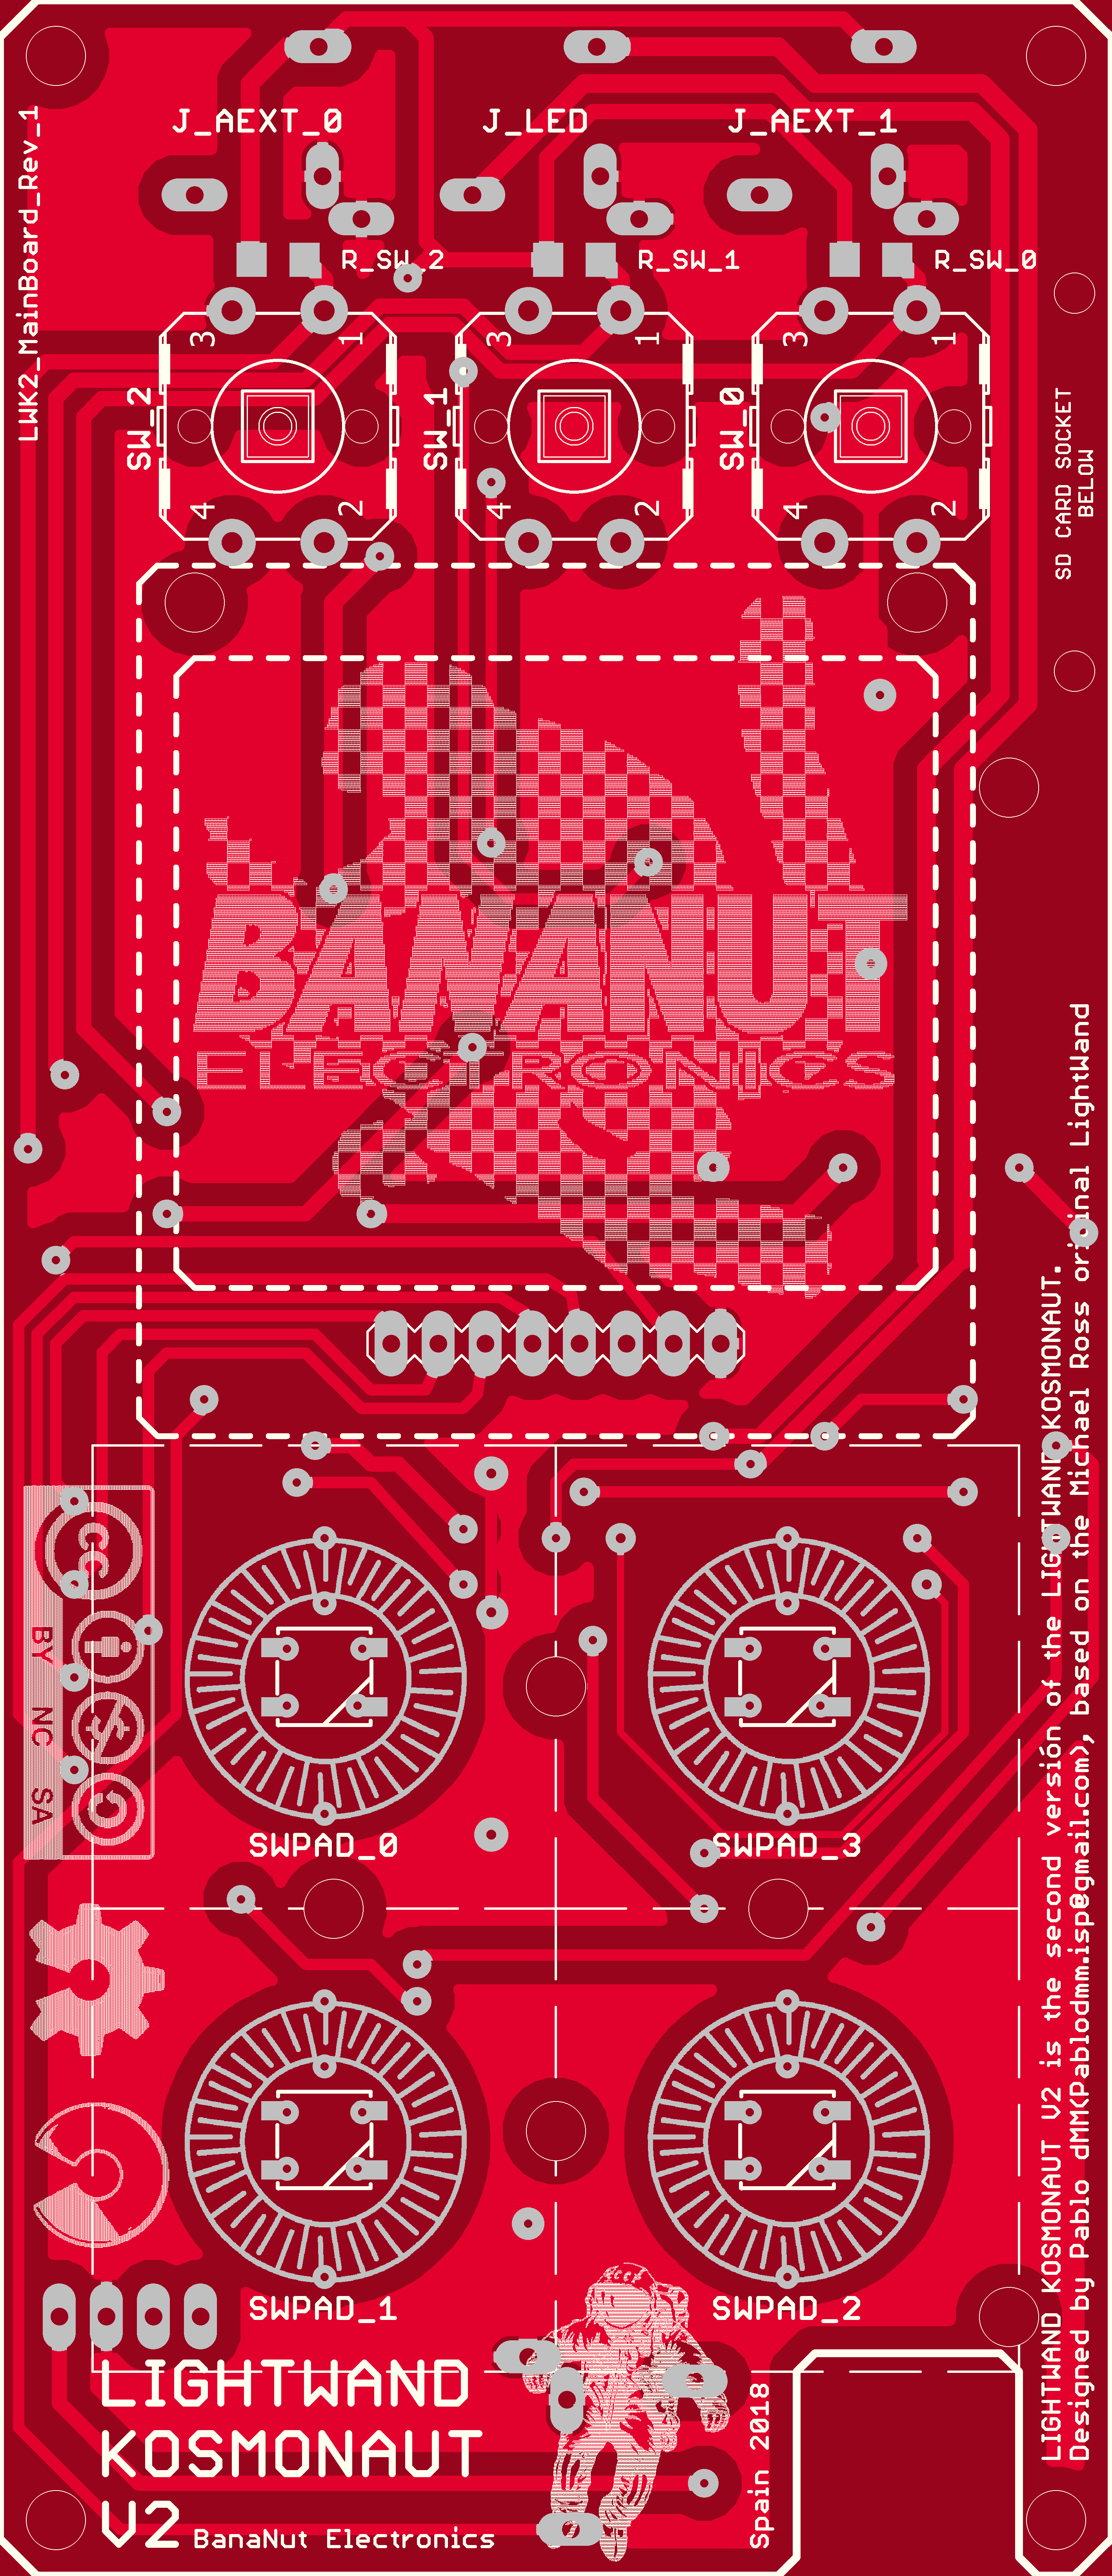 J_AEXT_0
J_LED
J_AEXT_1
LWK2_MainBoard_Rev_1
R_SW_2
R_SW_1
R_SW_0
3
1
SW_2
4
2
3
1
SW_1
4
2
3
1
SW_0
4
2
SD CARD SOCKET
BELOW
BANANUT
ELECTRONICS
cc
BY
NC
SA
SWPAD_0
SWPAD_3
SWPAD_1
SWPAD_2
LIGHTWAND
KOSMONAUT
V2
BanaNut Electronics
Spain 2018
LIGHTWAND KOSMONAUT V2 is the second versión of the LIGHTWAND KOSMONAUT.
Designed by Pablo dMM(Pablodmm.isp@gmail.com), based on the Michael Ross original LightWand